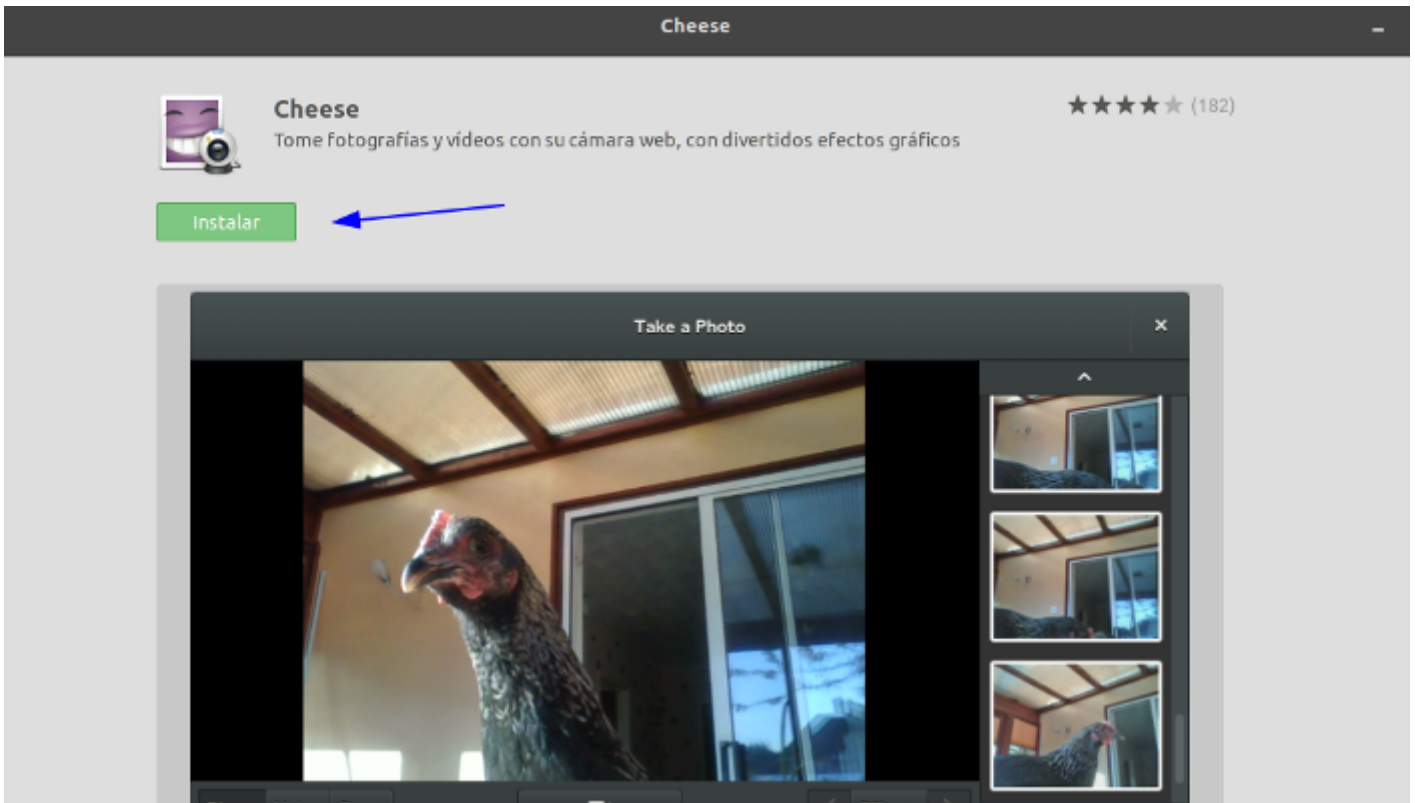 Cheese
Cheese
★★★★★ (182)
Tome fotografías y vídeos con su cámara web, con divertidos efectos gráficos
Instalar
Take a Photo